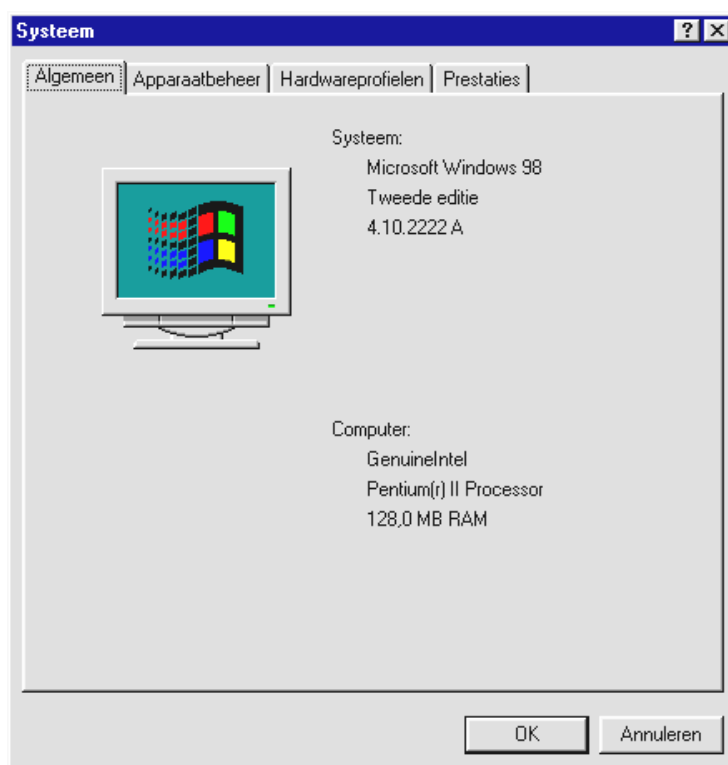 Systeem
Algemeen Apparaatbeheer Hardwareprofielen Prestaties
Systeem:
Microsoft Windows 98
Tweede editie
4.10.2222 A
Computer:
GenuineIntel
Pentium(r) II Processor
128,0 MB RAM
OK Annuleren